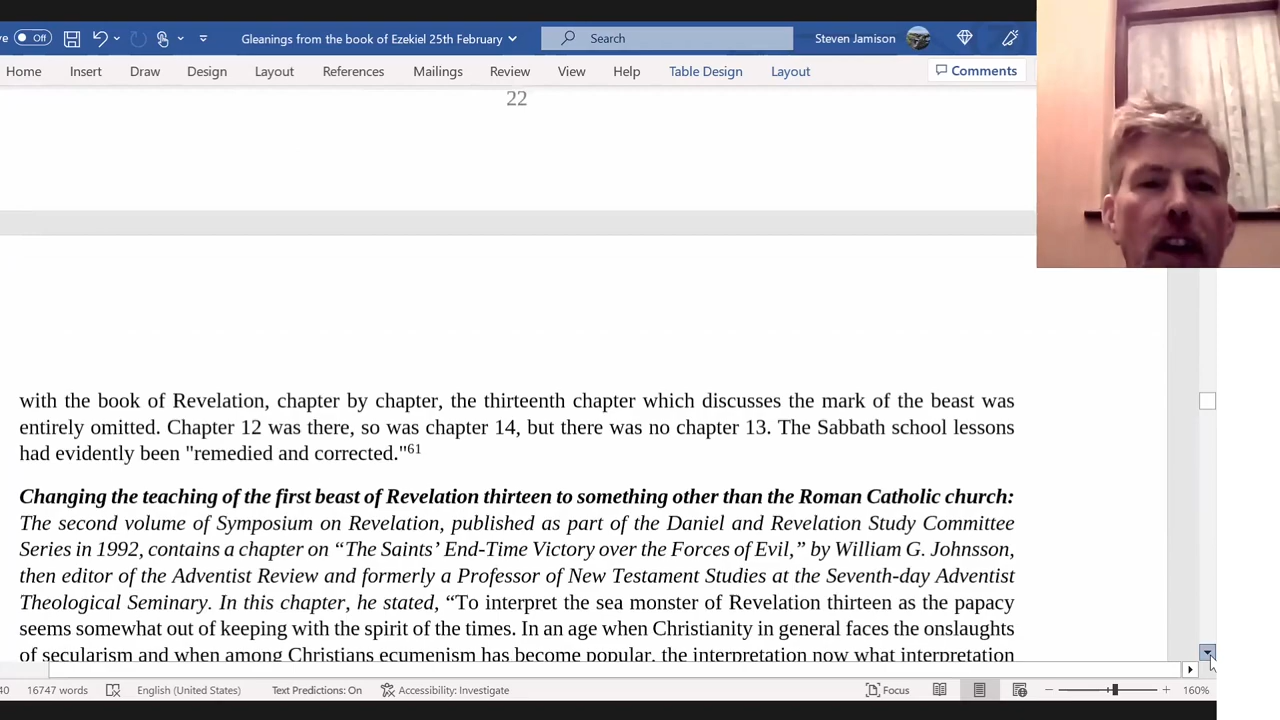 Off
Gleanings from the book of Ezekiel 25th February
Search
Steven Jamison
Home Insert Draw Design Layout References Mailings Review View Help Table Design Layout Comments
22
with the book of Revelation, chapter by chapter, the thirteenth chapter which discusses the mark of the beast was
entirely omitted. Chapter 12 was there, so was chapter 14, but there was no chapter 13. The Sabbath school lessons
had evidently been "remedied and corrected."61
Changing the teaching of the first beast of Revelation thirteen to something other than the Roman Catholic church:
The second volume of Symposium on Revelation, published as part of the Daniel and Revelation Study Committee
Series in 1992, contains a chapter on “The Saints’ End-Time Victory over the Forces of Evil,” by William G. Johnsson,
then editor of the Adventist Review and formerly a Professor of New Testament Studies at the Seventh-day Adventist
Theological Seminary. In this chapter, he stated, “To interpret the sea monster of Revelation thirteen as the papacy
seems somewhat out of keeping with the spirit of the times. In an age when Christianity in general faces the onslaughts
of secularism and when among Christians ecumenism has become popular, the interpretation now what interpretation
40 16747 words English (United States) Text Predictions: On Accessibility: Investigate Focus 160%